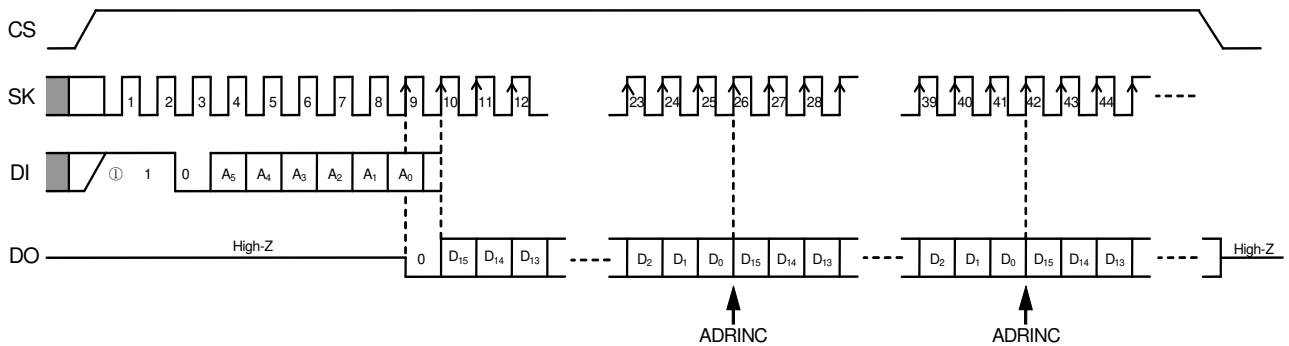 CS
SK 1 2 3 4 5 6 7 8 9 10 11 12 23 24 25 26 27 28 39 40 41 42 43 44
DI ① 1 0 A₅ A₄ A₃ A₂ A₁ A₀
DO High-Z 0 D₁₅ D₁₄ D₁₃ D₂ D₁ D₀ D₁₅ D₁₄ D₁₃ D₂ D₁ D₀ D₁₅ D₁₄ D₁₃ High-Z
ADRINC ADRINC